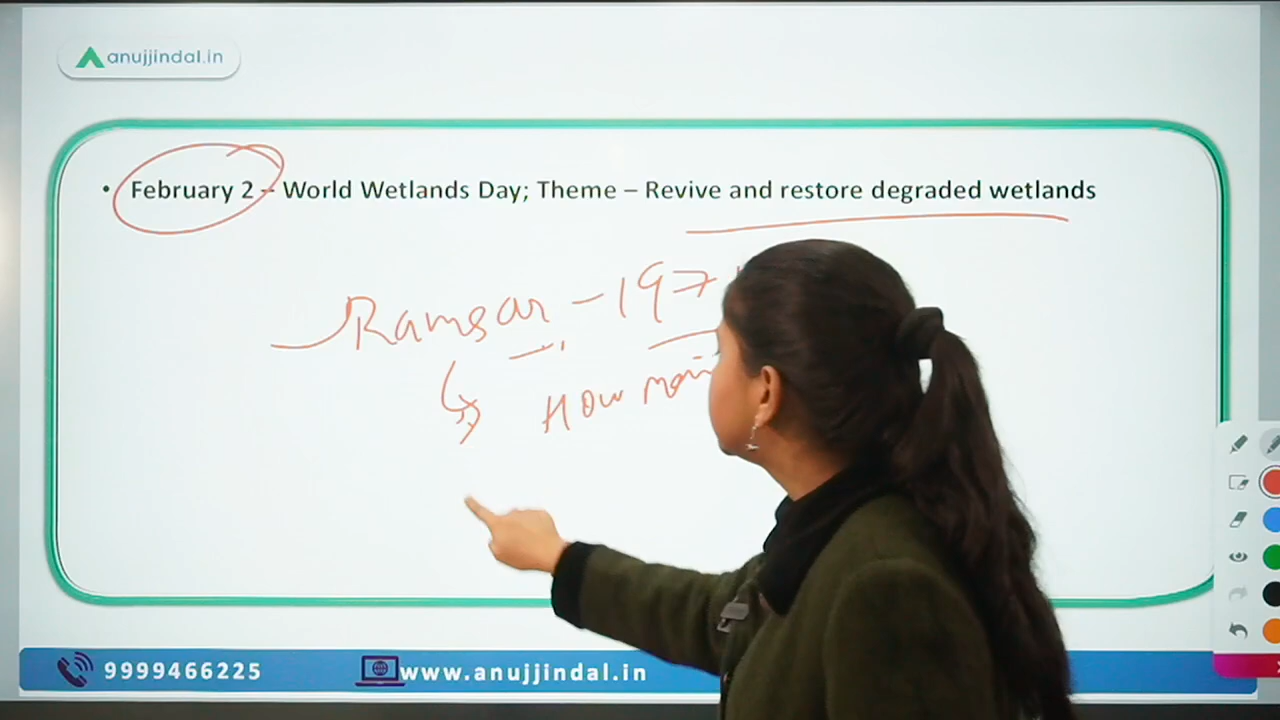 anujjindal.in
• February 2 – World Wetlands Day; Theme – Revive and restore degraded wetlands
Ramsar – 197
How
9999466225
www.anujjindal.in